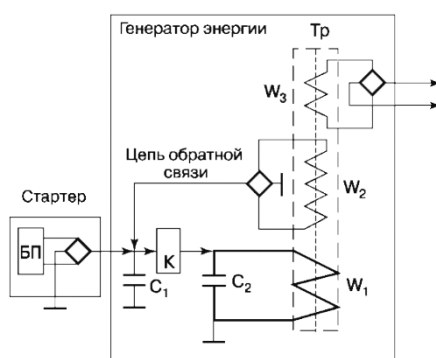 Генератор энергии
Тр
W3
Цепь обратной
связи
W2
Стартер
БП
К
C1
C2
W1